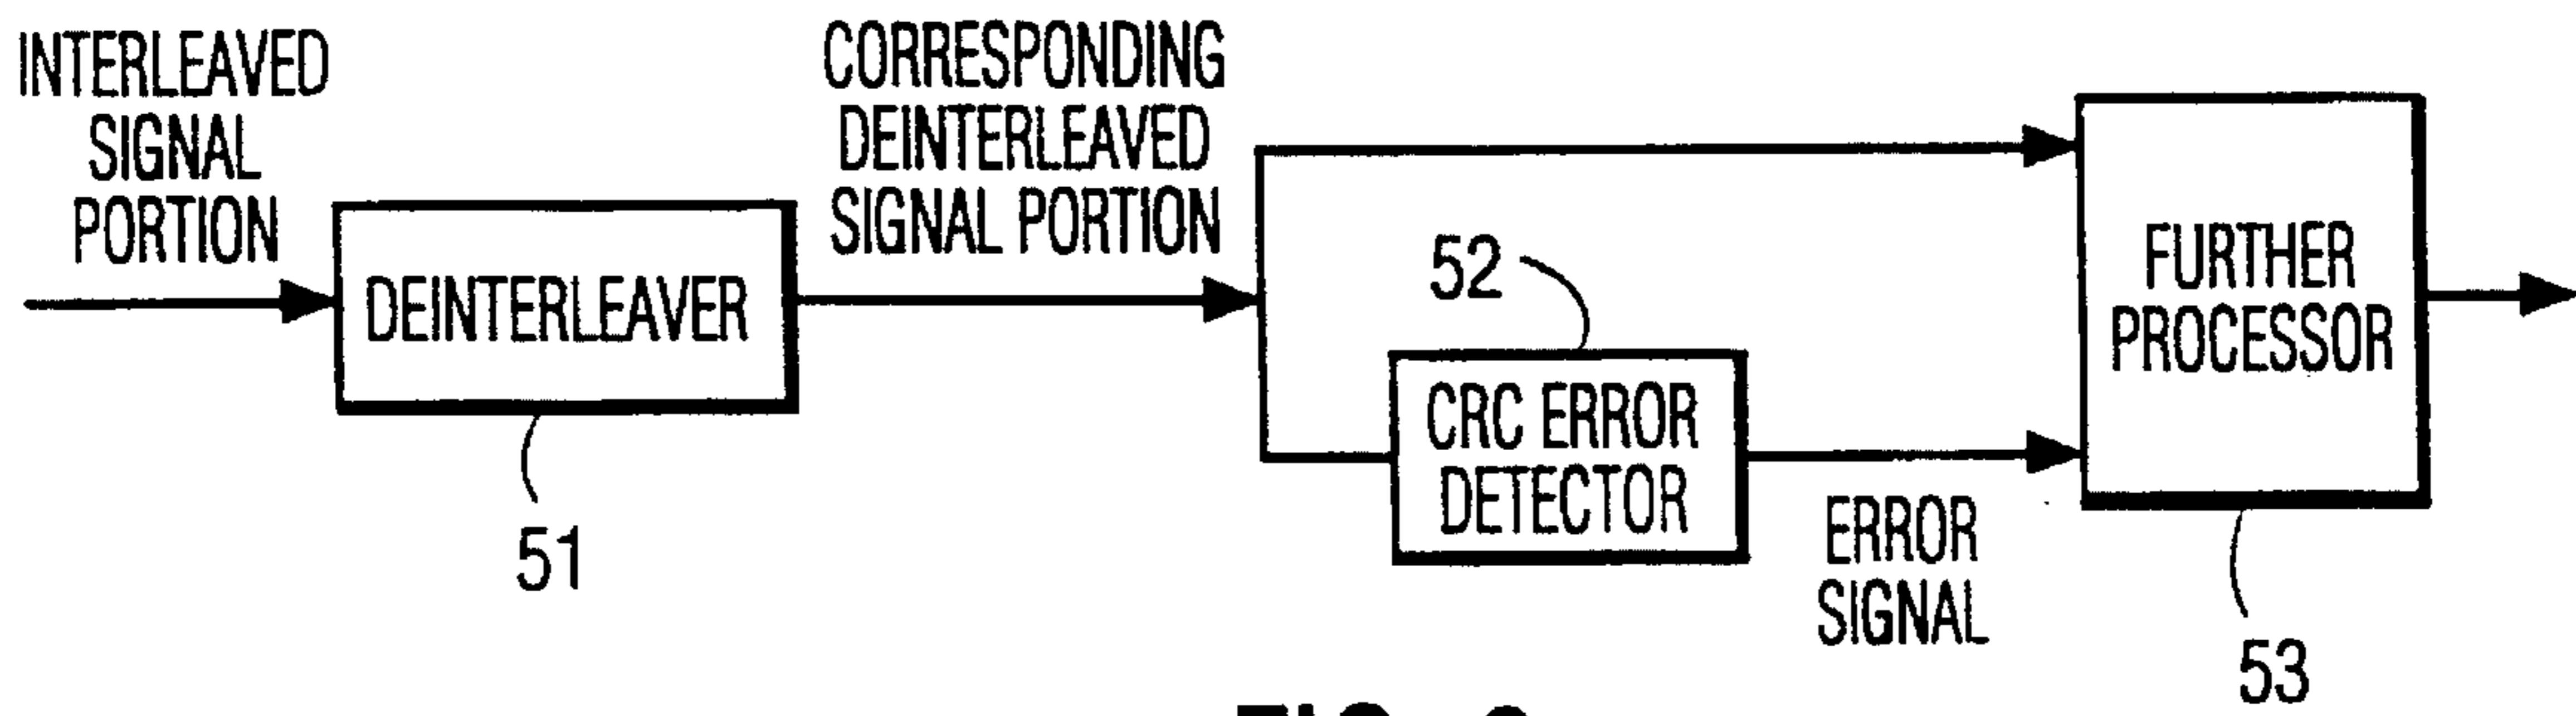 INTERLEAVED
SIGNAL
PORTION
DEINTERLEAVER
51
CORRESPONDING
DEINTERLEAVED
SIGNAL PORTION
52
CRC ERROR
DETECTOR
ERROR
SIGNAL
FURTHER
PROCESSOR
53